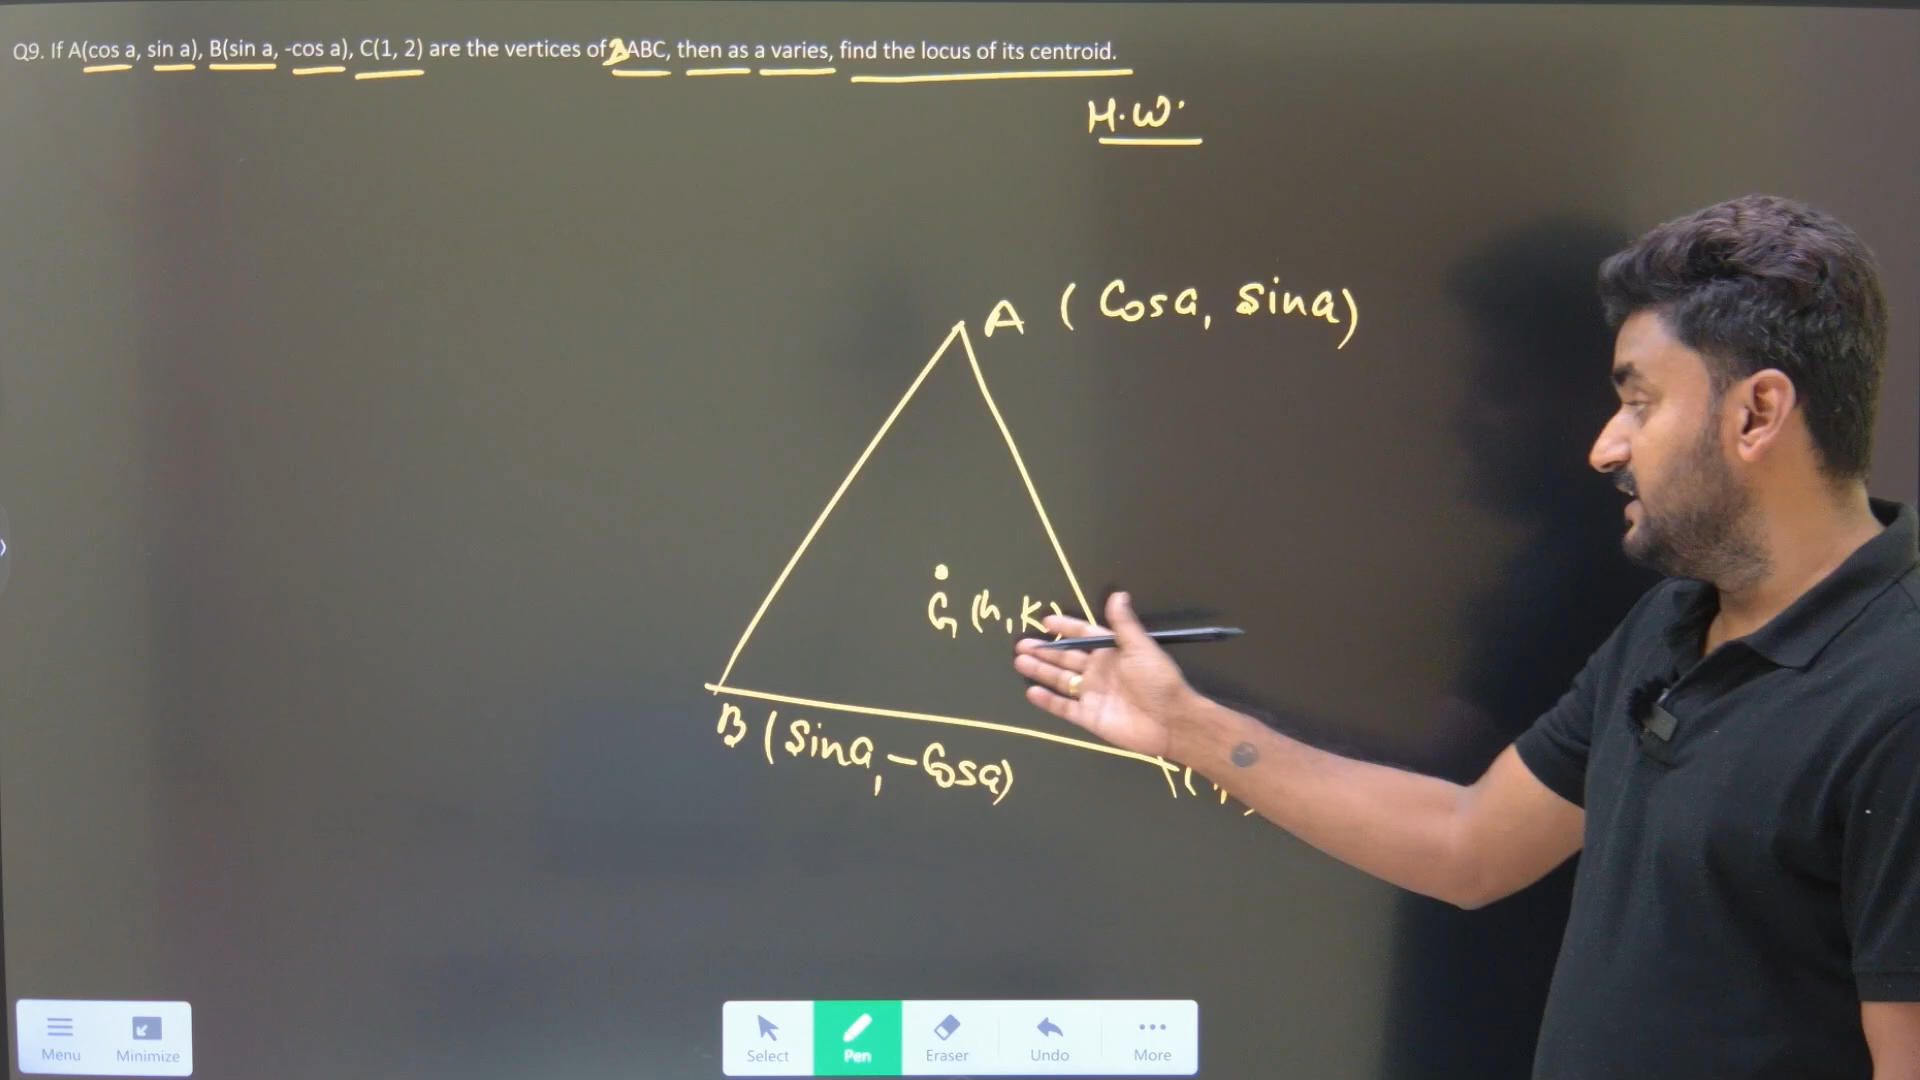 Q9. If A(cos a, sin a), B(sin a, -cos a), C(1, 2) are the vertices of ABC, then as a varies, find the locus of its centroid.
H.W.
A (Cosa, Sina)
G (h, k)
B (Sina, -Cosa)
Menu
Minimize
Select
Pen
Eraser
Undo
More